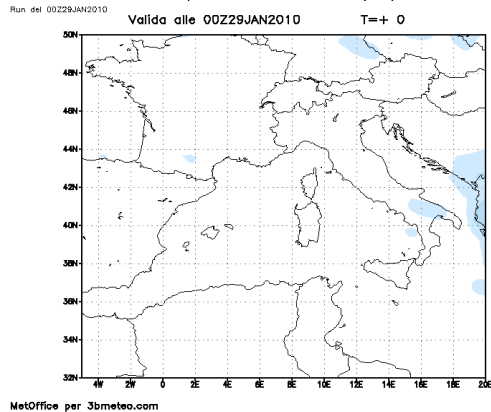 Run del 00Z29JAN2010
Valida alle 00Z29JAN2010 T=+ 0
50N
48N
46N
44N
42N
40N
38N
36N
34N
32N
4W 2W 0 2E 4E 6E 8E 10E 12E 14E 16E 18E 20E
MetOffice per 3bmeteo.com